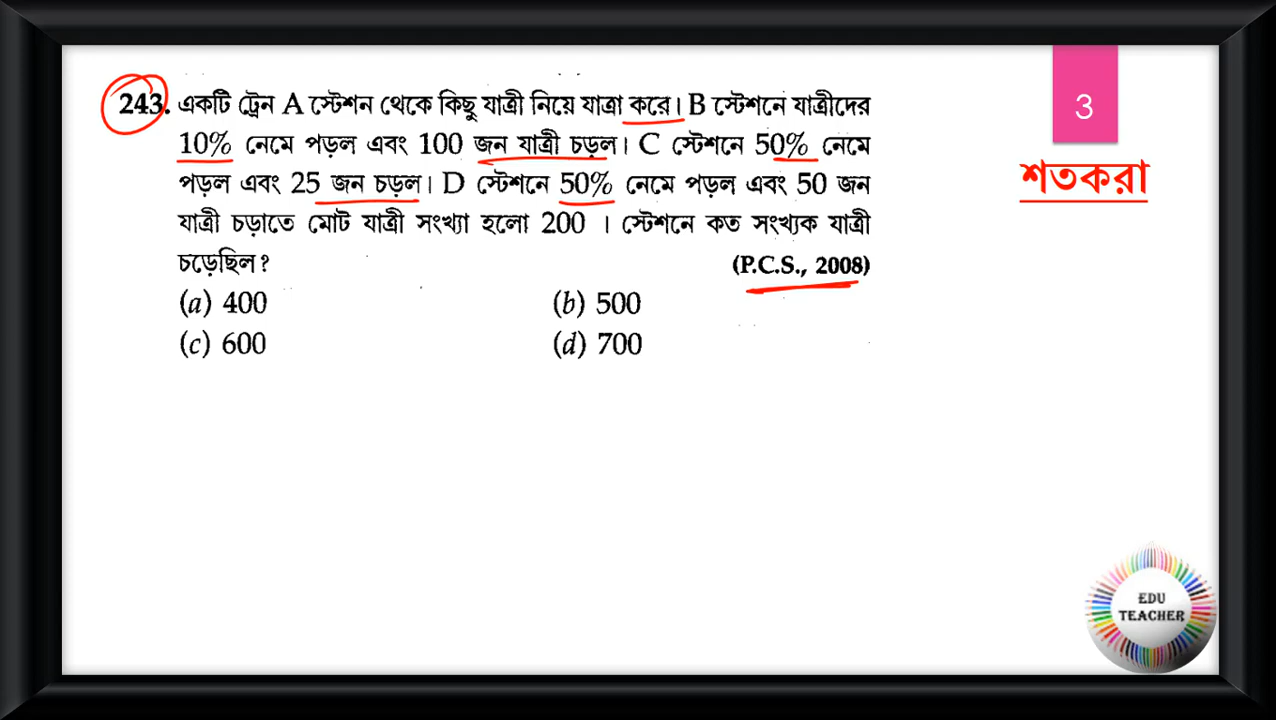 243. একটি ট্রেন A স্টেশন থেকে কিছু যাত্রী নিয়ে যাত্রা করে। B স্টেশনে যাত্রীদের
10% নেমে পড়ল এবং 100 জন যাত্রী চড়ল। C স্টেশনে 50% নেমে
পড়ল এবং 25 জন চড়ল। D স্টেশনে 50% নেমে পড়ল এবং 50 জন
যাত্রী চড়াতে মোট যাত্রী সংখ্যা হলো 200 । স্টেশনে কত সংখ্যক যাত্রী
চড়েছিল?
(P.C.S., 2008)
(a) 400
(b) 500
(c) 600
(d) 700
3
শতকরা
EDU
TEACHER